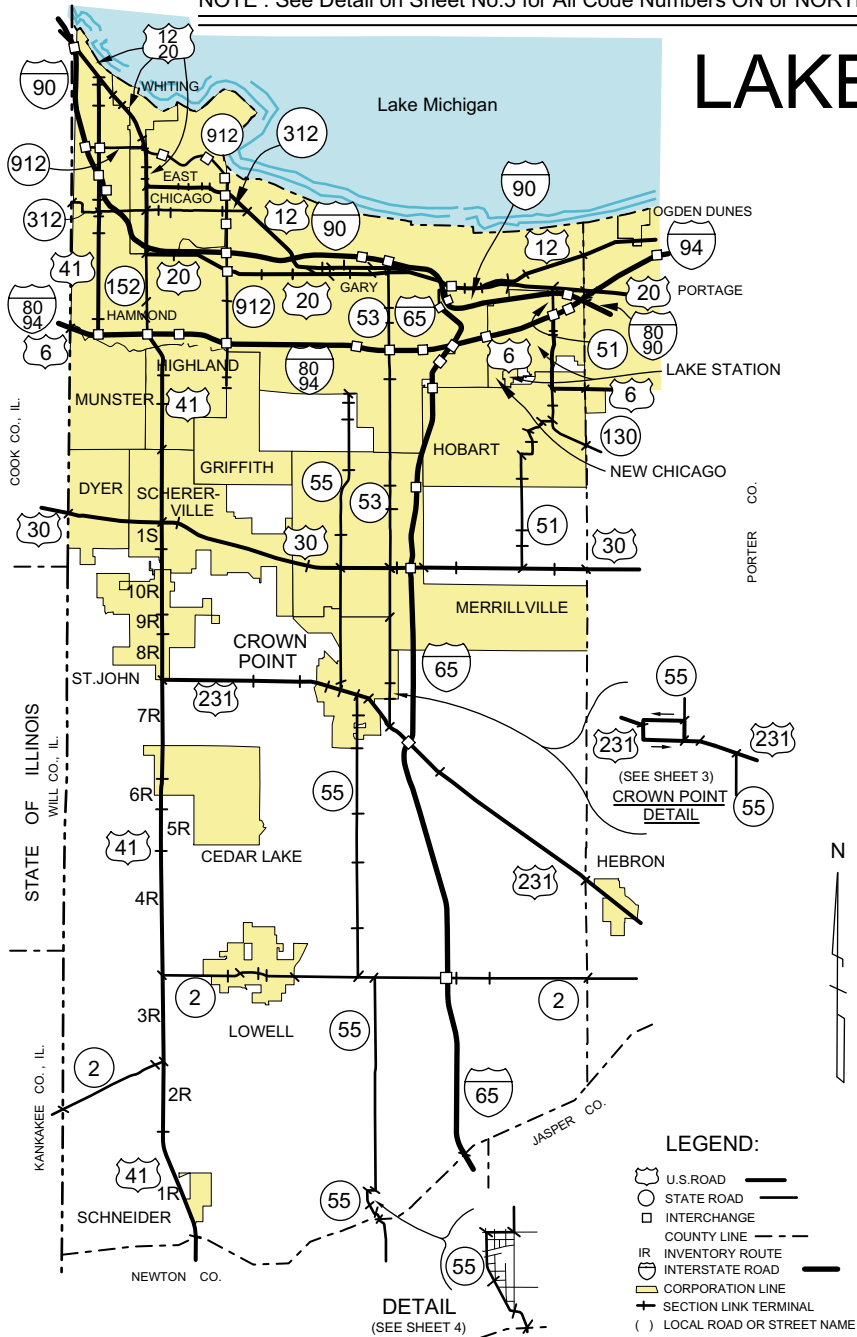 NOTE : See Detail on Sheet No.5 for All Code Numbers ON or NORTH
LAKE
12
20
90
WHITING
Lake Michigan
912
312
912
EAST
CHICAGO
90
312
12
90
OGDEN DUNES
12
94
41
152
20
GARY
20
PORTAGE
80
94
HAMMOND
912
20
53
65
80
90
51
6
HIGHLAND
80
94
6
LAKE STATION
MUNSTER
41
6
COOK CO., IL.
HOBART
130
GRIFFITH
NEW CHICAGO
DYER
SCHERER-
VILLE
55
53
PORTER CO.
51
30
1S
30
30
10R
MERRILLVILLE
9R
CROWN
POINT
8R
ST.JOHN
65
55
231
7R
231
231
(SEE SHEET 3)
CROWN POINT
DETAIL
55
STATE OF ILLINOIS
WILL CO., IL.
55
6R
5R
41
CEDAR LAKE
HEBRON
N
231
4R
2
2
3R
LOWELL
55
KANKAKEE CO., IL.
2
2R
65
JASPER CO.
LEGEND:
41
1R
U.S.ROAD
SCHNEIDER
55
STATE ROAD
INTERCHANGE
COUNTY LINE
IR INVENTORY ROUTE
55
INTERSTATE ROAD
NEWTON CO.
CORPORATION LINE
DETAIL
(SEE SHEET 4)
SECTION LINK TERMINAL
( ) LOCAL ROAD OR STREET NAME